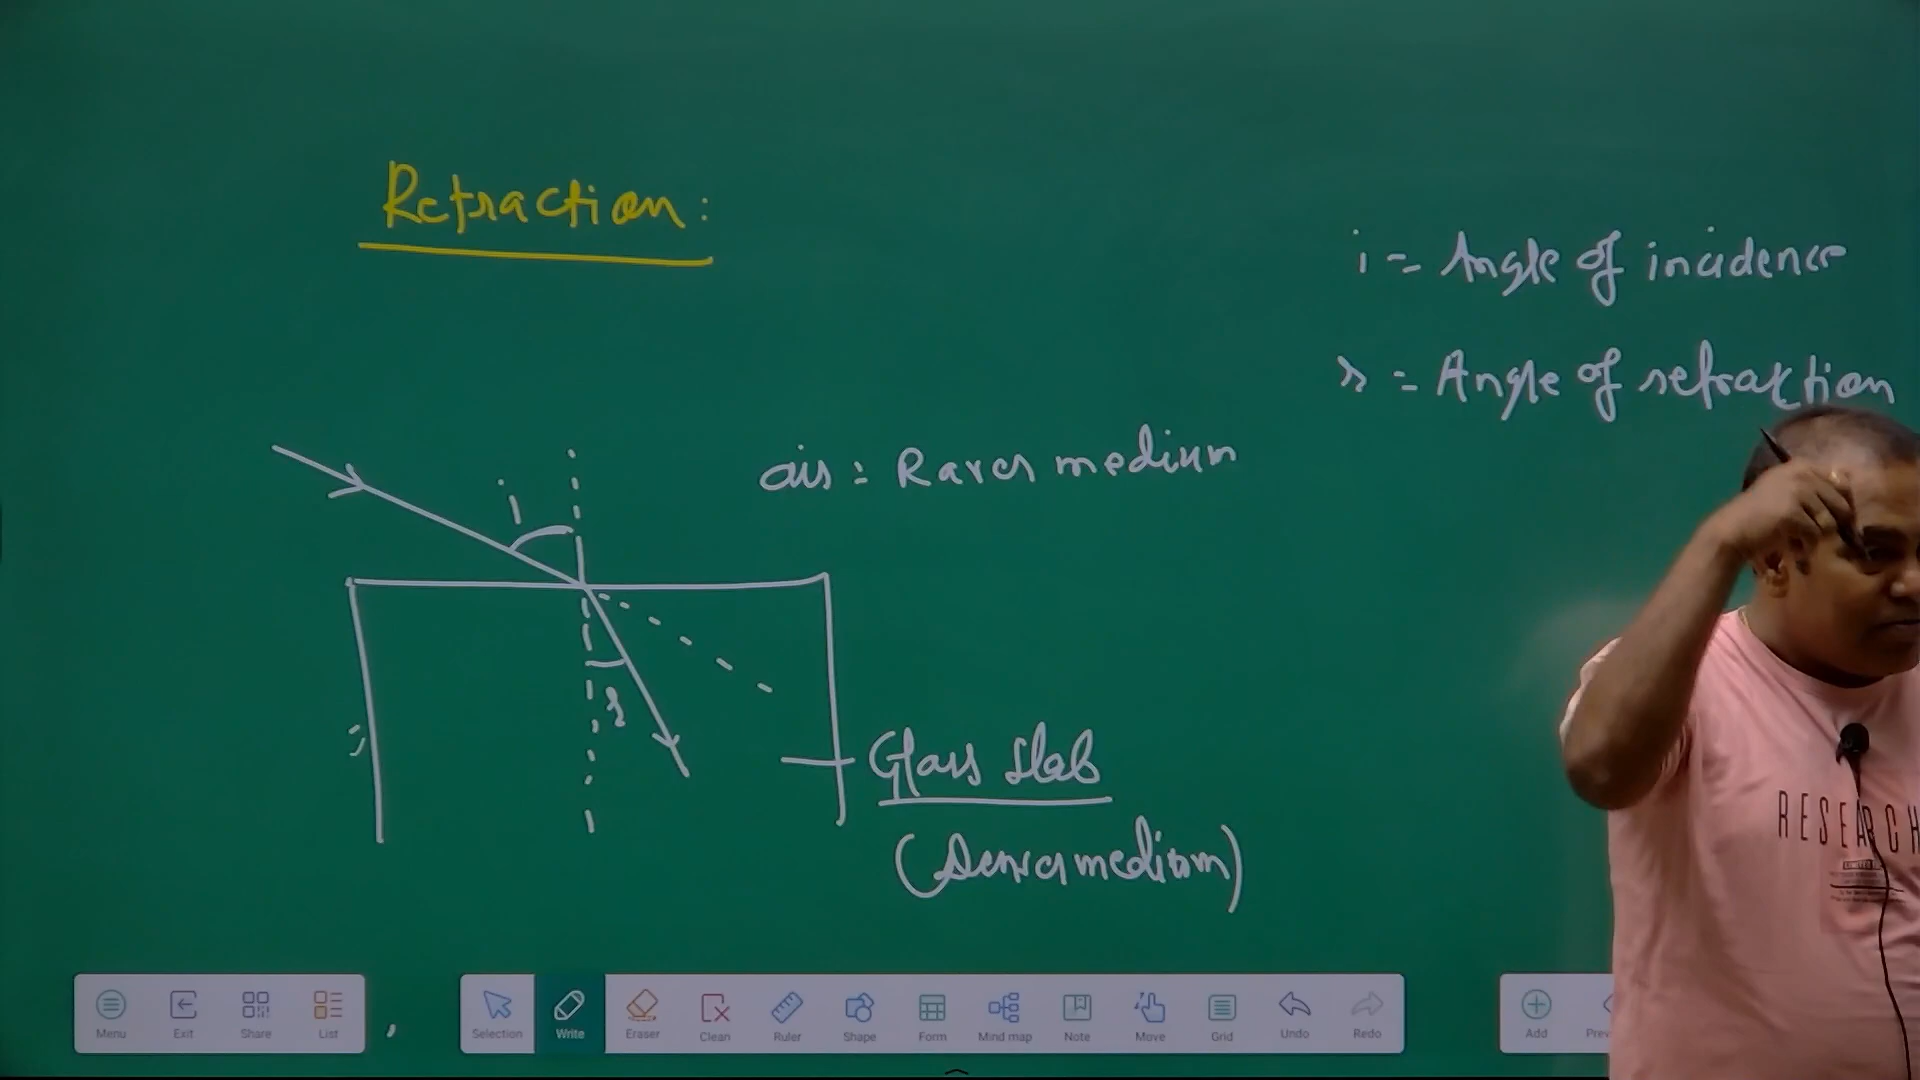 Refraction:
i = Angle of incidence
r = Angle of refraction
i
air = Rarer medium
r
Glass slab
(Denser medium)
RESEARCH
Menu Exit Share List Selection Write Eraser Clean Ruler Shape Form Mind map Note Move Grid Undo Redo Add